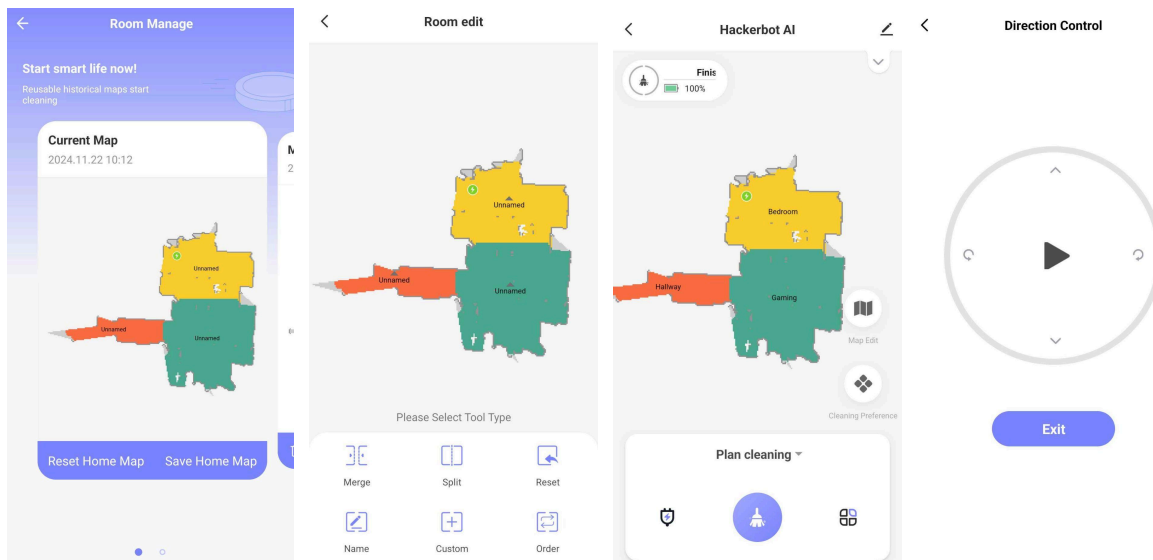 Room Manage
Start smart life now!
Reusable historical maps start
cleaning
Current Map
2024.11.22 10:12
Unnamed
Unnamed
Unnamed
Reset Home Map
Save Home Map
Room edit
Unnamed
Unnamed
Unnamed
Please Select Tool Type
Merge
Split
Reset
Name
Custom
Order
Hackerbot AI
Finis
100%
Bedroom
Hallway
Gaming
Map Edit
Cleaning Preference
Plan cleaning
Direction Control
Exit